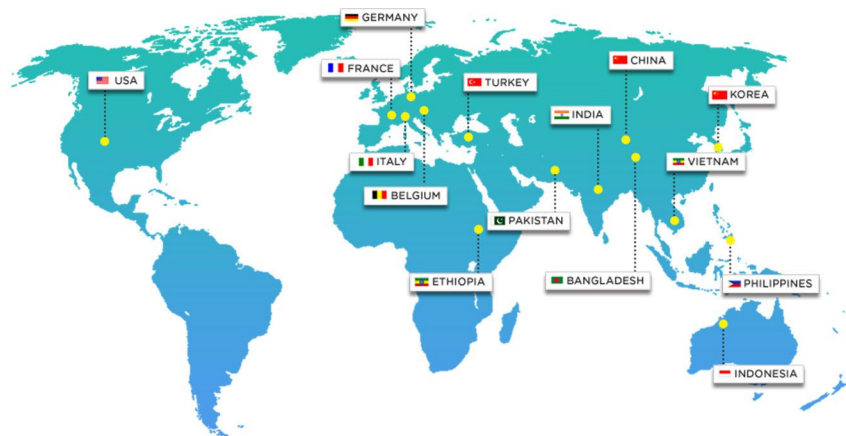 GERMANY
FRANCE
CHINA
USA
TURKEY
KOREA
INDIA
ITALY
VIETNAM
BELGIUM
PAKISTAN
ETHIOPIA
BANGLADESH
PHILIPPINES
INDONESIA